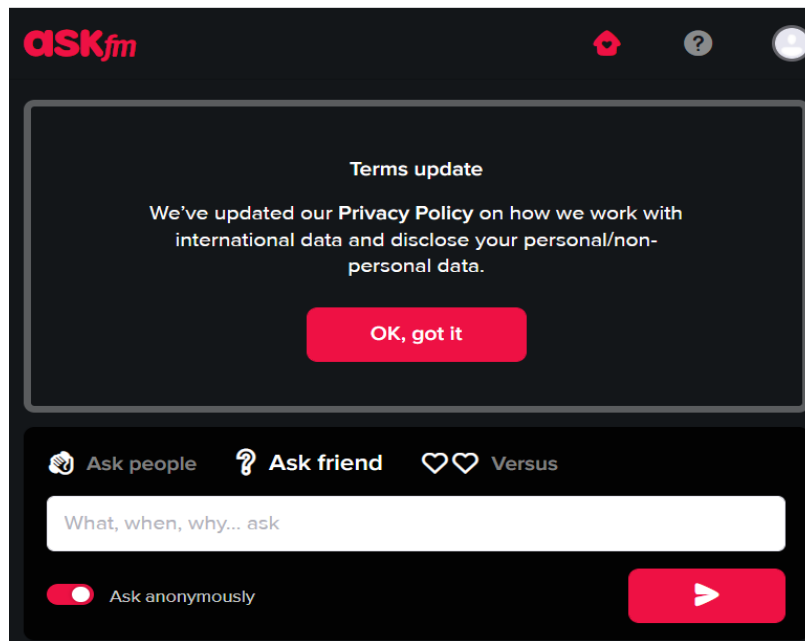 ASKfm
Terms update
We've updated our Privacy Policy on how we work with
international data and disclose your personal/non-
personal data.
OK, got it
Ask people Ask friend Versus
What, when, why... ask
Ask anonymously